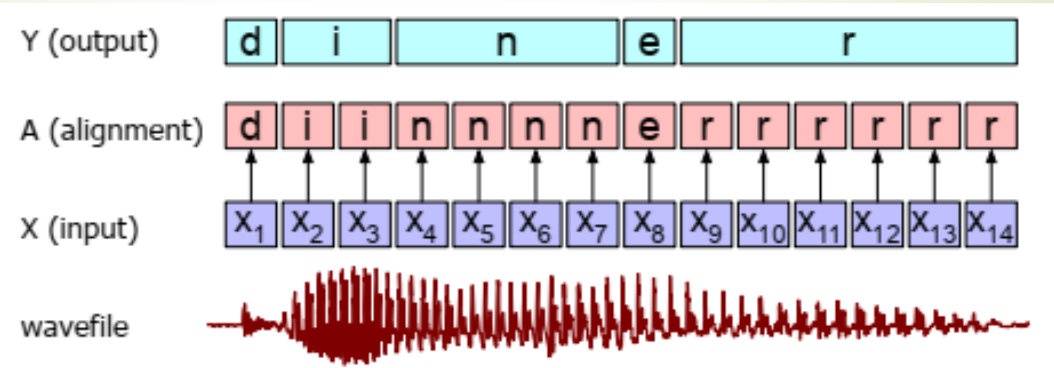 Y (output) d i n e r
A (alignment) d i i n n n n e r r r r r r
X (input) X₁ X₂ X₃ X₄ X₅ X₆ X₇ X₈ X₉ X₁₀ X₁₁ X₁₂ X₁₃ X₁₄
wavefile